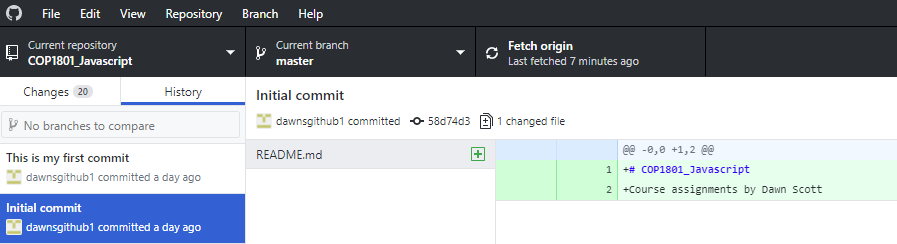 File Edit View Repository Branch Help
Current repository
COP1801_Javascript
Current branch
master
Fetch origin
Last fetched 7 minutes ago
Changes 20 History
No branches to compare
This is my first commit
dawnsgithub1 committed a day ago
Initial commit
dawnsgithub1 committed a day ago
Initial commit
dawnsgithub1 committed 58d74d3 1 changed file
README.md
@@ -0,0 +1,2 @@
1 +# COP1801_Javascript
2 +Course assignments by Dawn Scott